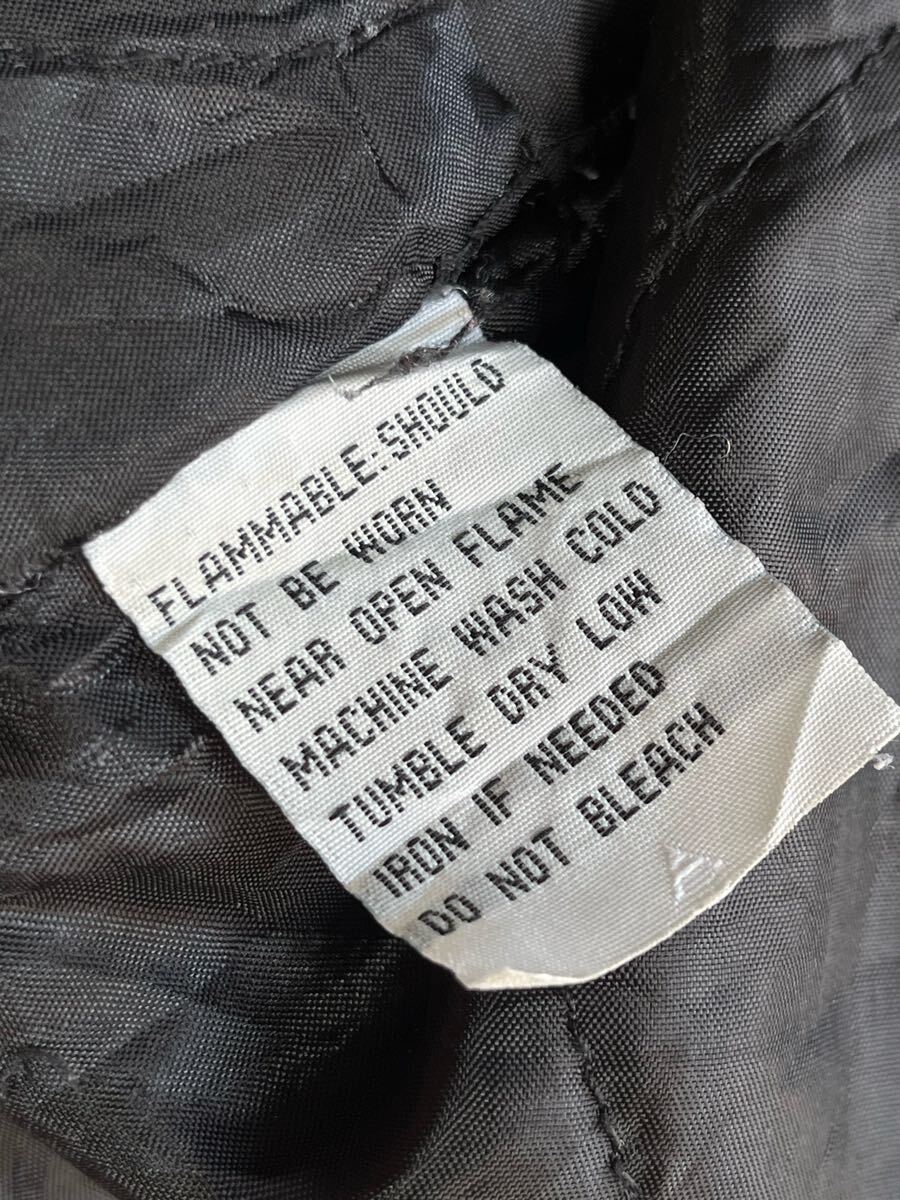 FLAMMABLE:SHOULD
NOT BE WORN
NEAR OPEN FLAME
MACHINE WASH COLD
TUMBLE DRY LOW
IRON IF NEEDED
DO NOT BLEACH